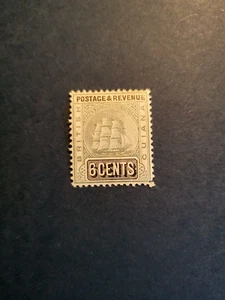 POSTAGE & REVENUE
BRITISH
GUIANA
6 CENTS